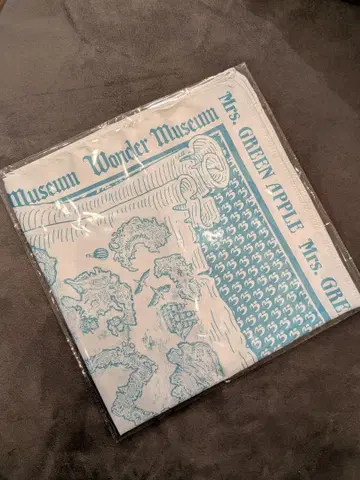 Museum Wonder Museum
Mrs. GREEN APPLE Mrs. GRE